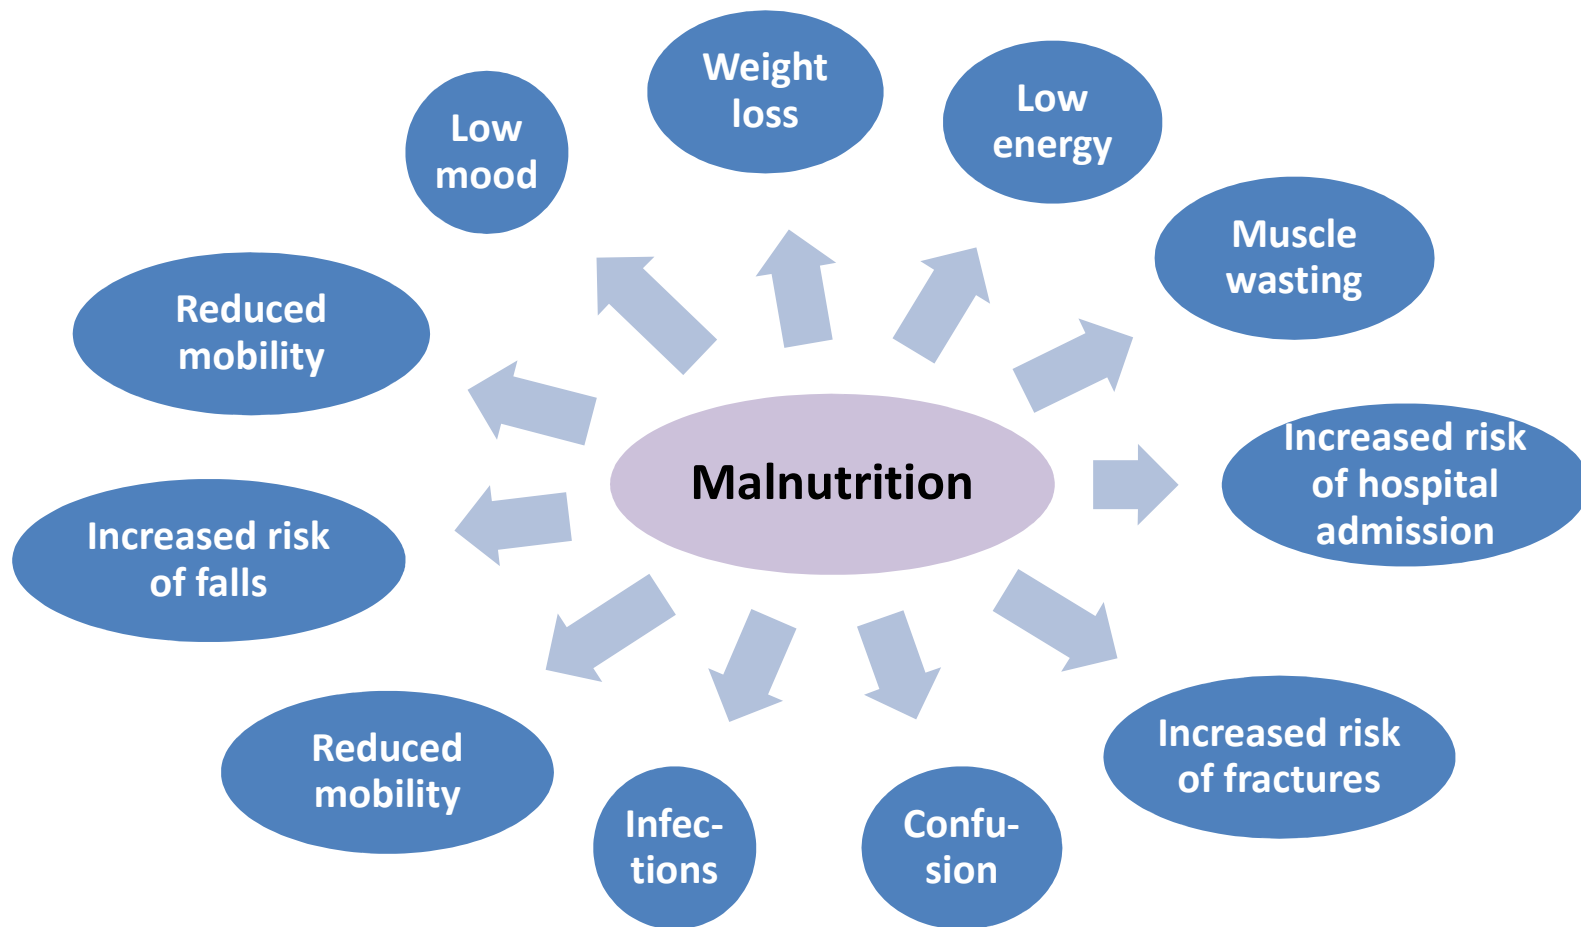 Weight
loss
Low
energy
Low
mood
Muscle
wasting
Reduced
mobility
Malnutrition
Increased risk
of hospital
admission
Increased risk
of falls
Reduced
mobility
Increased risk
of fractures
Infec-
tions
Confu-
sion